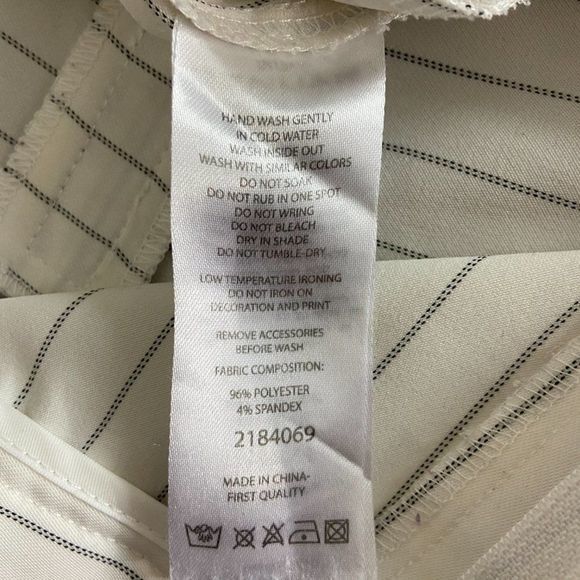 HAND WASH GENTLY
IN COLD WATER
WASH INSIDE OUT
WASH WITH SIMILAR COLORS
DO NOT SOAK
DO NOT RUB IN ONE SPOT
DO NOT WRING
DO NOT BLEACH
DRY IN SHADE
DO NOT TUMBLE-DRY
LOW TEMPERATURE IRONING
DO NOT IRON ON
DECORATION AND PRINT
REMOVE ACCESSORIES
BEFORE WASH
FABRIC COMPOSITION:
96% POLYESTER
4% SPANDEX
2184069
MADE IN CHINA-
FIRST QUALITY